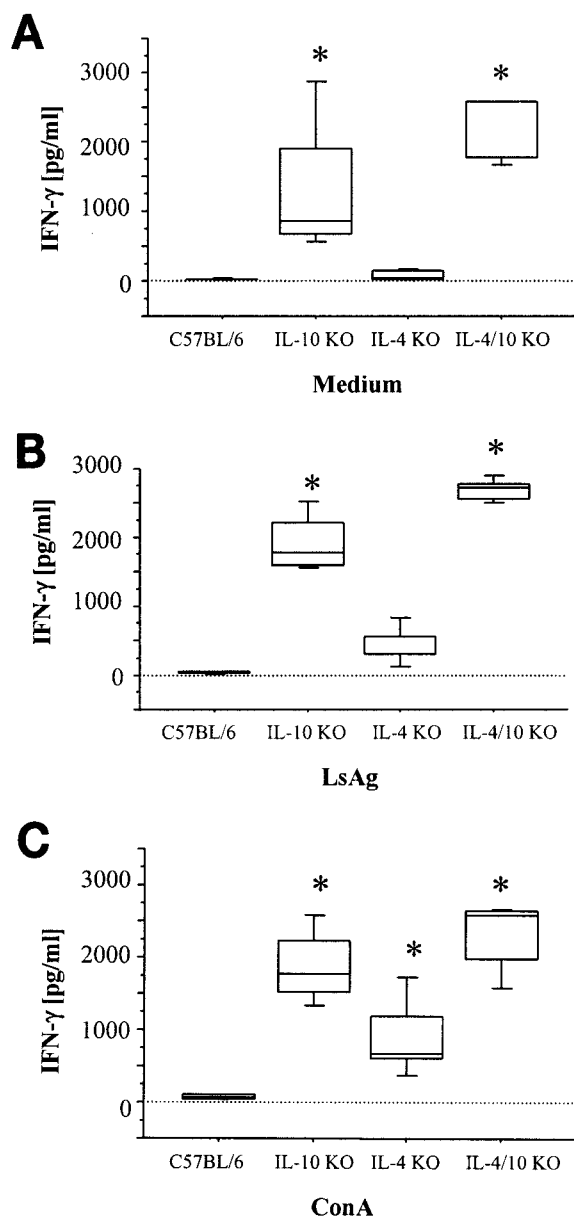 A
IFN-γ [pg/ml]
3000
2000
1000
0
*
*
C57BL/6 IL-10 KO IL-4 KO IL-4/10 KO
Medium
B
IFN-γ [pg/ml]
3000
2000
1000
0
*
*
C57BL/6 IL-10 KO IL-4 KO IL-4/10 KO
LsAg
C
IFN-γ [pg/ml]
3000
2000
1000
0
*
*
*
C57BL/6 IL-10 KO IL-4 KO IL-4/10 KO
ConA